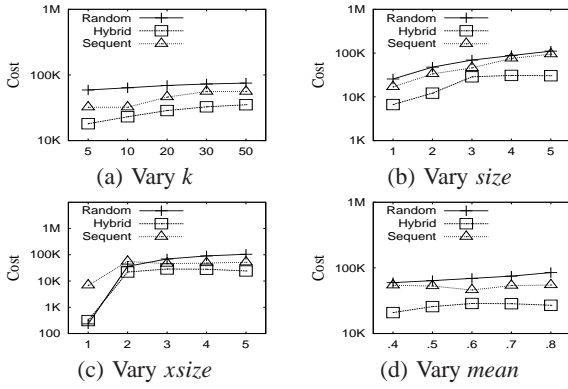 1M
Random
Hybrid
Sequent
Cost
100K
10K
5 10 20 30 50
(a) Vary k
1M
Random
Hybrid
Sequent
Cost
100K
10K
1K
1 2 3 4 5
(b) Vary size
1M
Random
Hybrid
Sequent
Cost
100K
10K
1K
100
1 2 3 4 5
(c) Vary xsize
1M
Random
Hybrid
Sequent
Cost
100K
10K
.4 .5 .6 .7 .8
(d) Vary mean